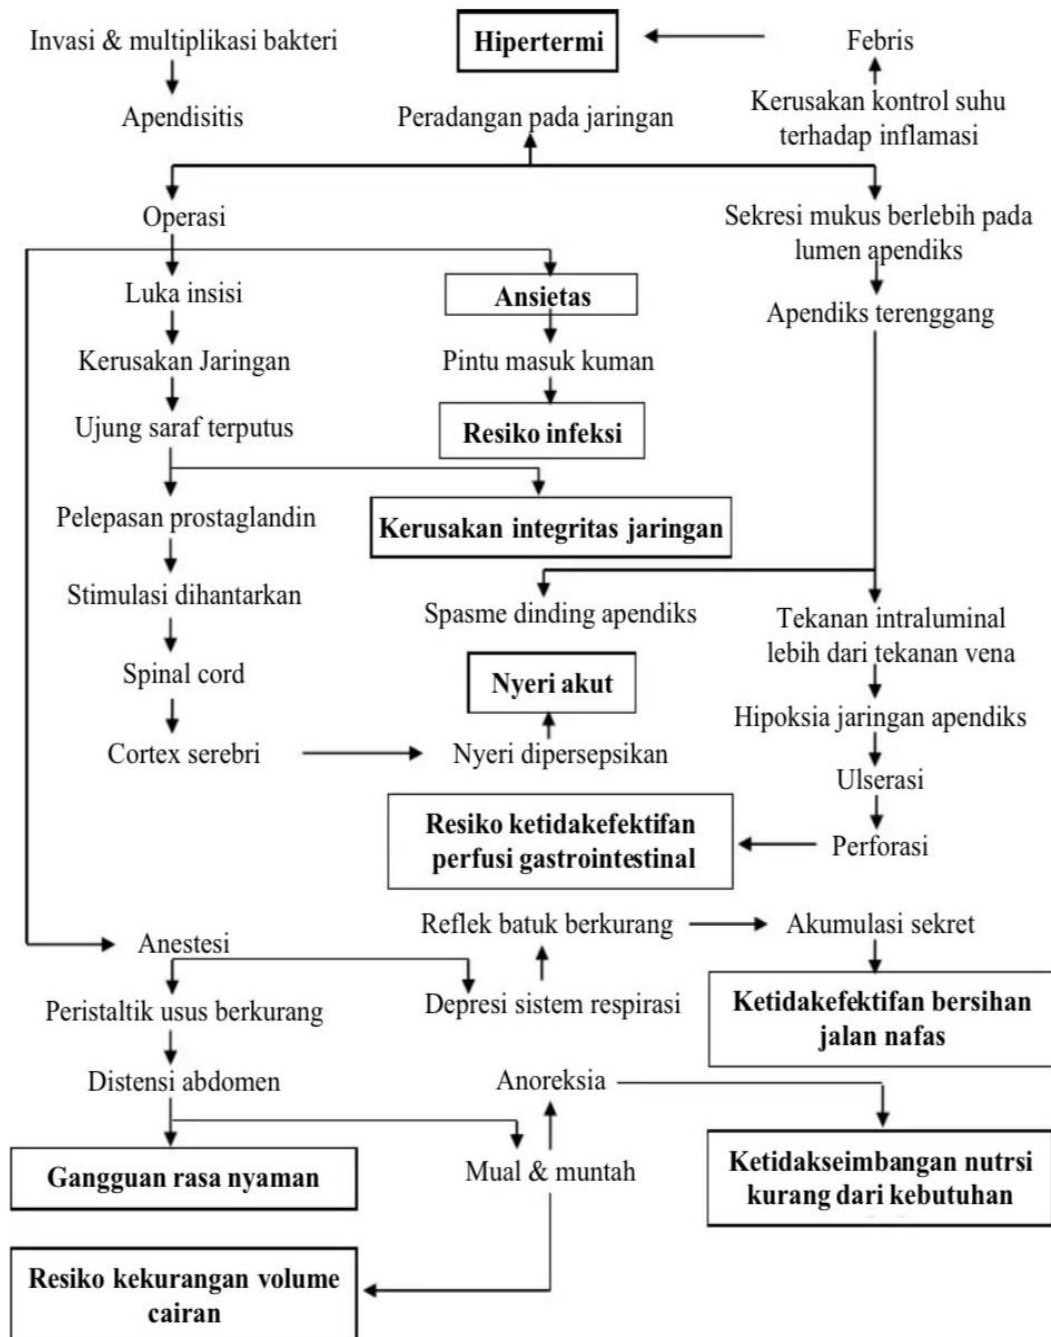 Invasi & multiplikasi bakteri
Hipertermi
Febris
Apendisitis
Peradangan pada jaringan
Kerusakan kontrol suhu
terhadap inflamasi
Operasi
Sekresi mukus berlebih pada
lumen apendiks
Luka insisi
Ansietas
Apendiks terenggang
Kerusakan Jaringan
Pintu masuk kuman
Ujung saraf terputus
Resiko infeksi
Pelepasan prostaglandin
Kerusakan integritas jaringan
Stimulasi dihantarkan
Spasme dinding apendiks
Tekanan intraluminal
lebih dari tekanan vena
Spinal cord
Nyeri akut
Hipoksia jaringan apendiks
Cortex serebri
Nyeri dipersepsikan
Ulserasi
Resiko ketidakefektifan
perfusi gastrointestinal
Perforasi
Reflek batuk berkurang
Akumulasi sekret
Anestesi
Peristaltik usus berkurang
Depresi sistem respirasi
Ketidakefektifan bersihan
jalan nafas
Distensi abdomen
Anoreksia
Gangguan rasa nyaman
Mual & muntah
Ketidakseimbangan nutrsi
kurang dari kebutuhan
Resiko kekurangan volume
cairan